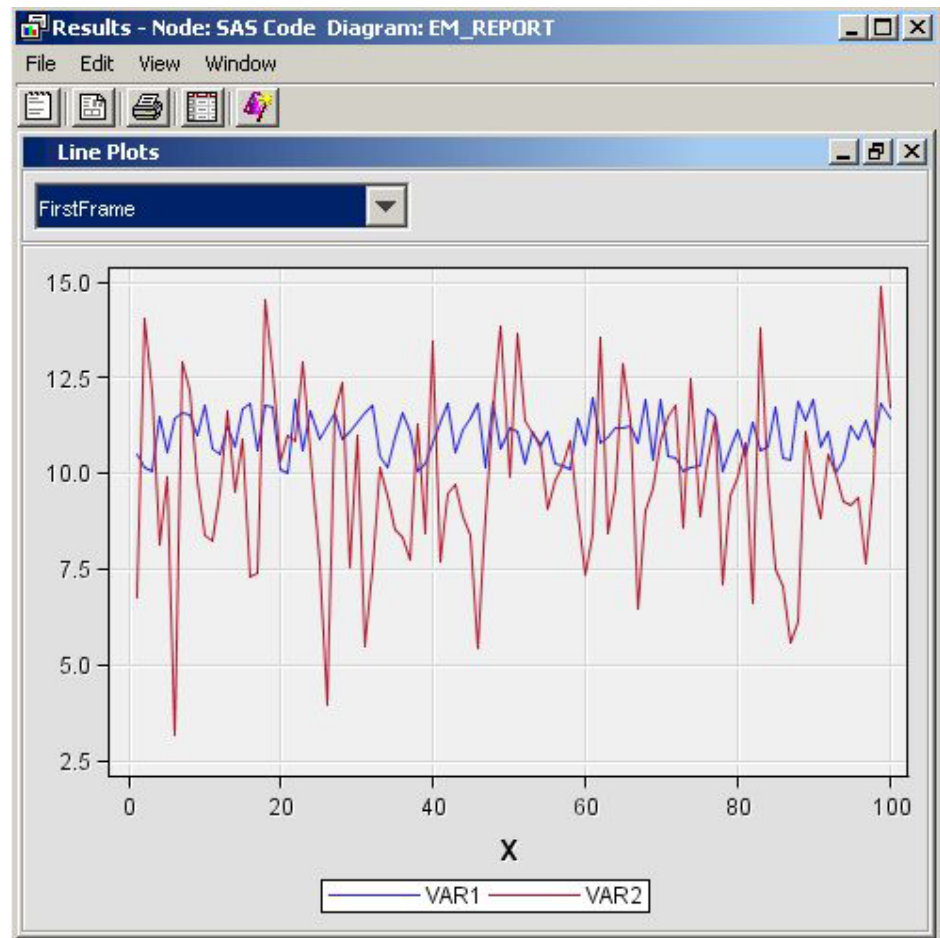 Results - Node: SAS Code Diagram: EM_REPORT
File Edit View Window
Line Plots
FirstFrame
15.0
12.5
10.0
7.5
5.0
2.5
0 20 40 60 80 100
X
VAR1 VAR2